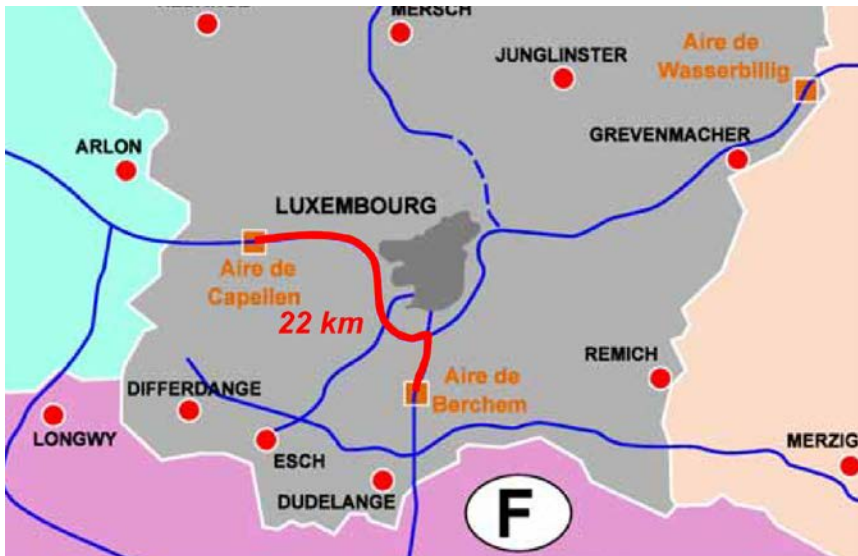 MERSCH
JUNGLINSTER
Aire de
Wasserbillig
GREVENMACHER
ARLON
LUXEMBOURG
Aire de
Capellen
22 km
REMICH
Aire de
Berchem
DIFFERDANGE
LONGWY
ESCH
MERZIG
DUDELANGE
F